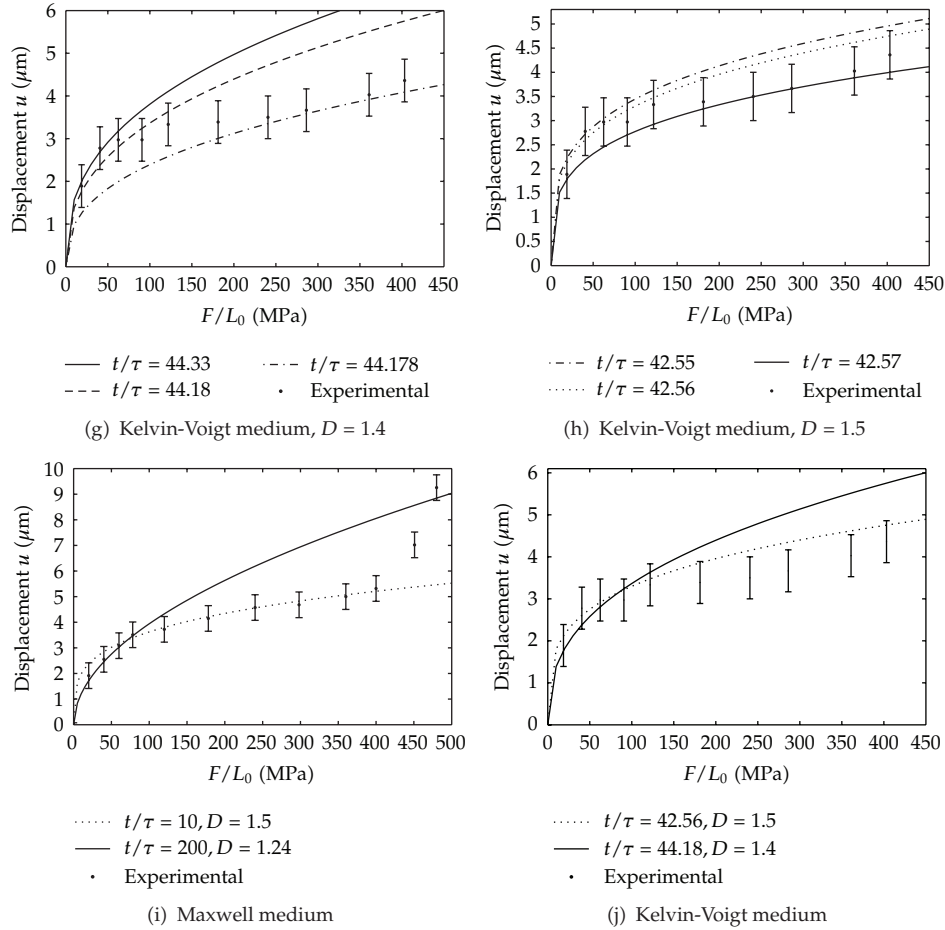 6
5
4
3
2
1
0
Displacement u (μm)
0 50 100 150 200 250 300 350 400 450
F/L0 (MPa)
t/τ = 44.33
t/τ = 44.18
t/τ = 44.178
Experimental
(g) Kelvin-Voigt medium, D = 1.4
5
4.5
4
3.5
3
2.5
2
1.5
1
0.5
0
Displacement u (μm)
0 50 100 150 200 250 300 350 400 450
F/L0 (MPa)
t/τ = 42.55
t/τ = 42.56
t/τ = 42.57
Experimental
(h) Kelvin-Voigt medium, D = 1.5
10
9
8
7
6
5
4
3
2
1
0
Displacement u (μm)
0 50 100 150 200 250 300 350 400 450 500
F/L0 (MPa)
t/τ = 10, D = 1.5
t/τ = 200, D = 1.24
Experimental
(i) Maxwell medium
6
5
4
3
2
1
0
Displacement u (μm)
0 50 100 150 200 250 300 350 400 450
F/L0 (MPa)
t/τ = 42.56, D = 1.5
t/τ = 44.18, D = 1.4
Experimental
(j) Kelvin-Voigt medium